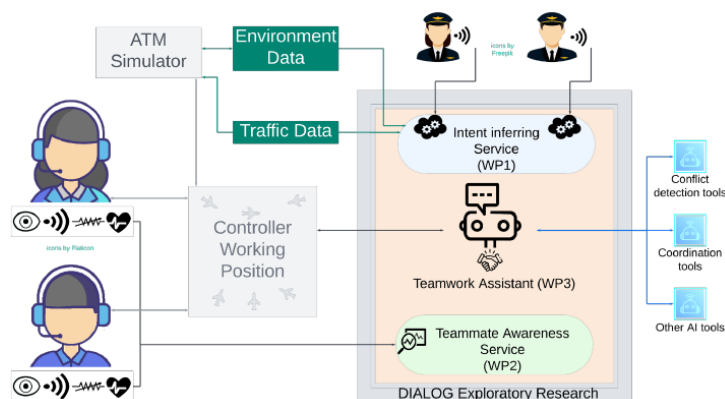 ATM
Simulator
Environment
Data
Traffic Data
icons by
Freepik
Intent inferring
Service
(WP1)
Conflict
detection tools
Controller
Working
Position
icons by Flaticon
Teamwork Assistant (WP3)
Coordination
tools
Other AI tools
Teammate Awareness
Service
(WP2)
DIALOG Exploratory Research